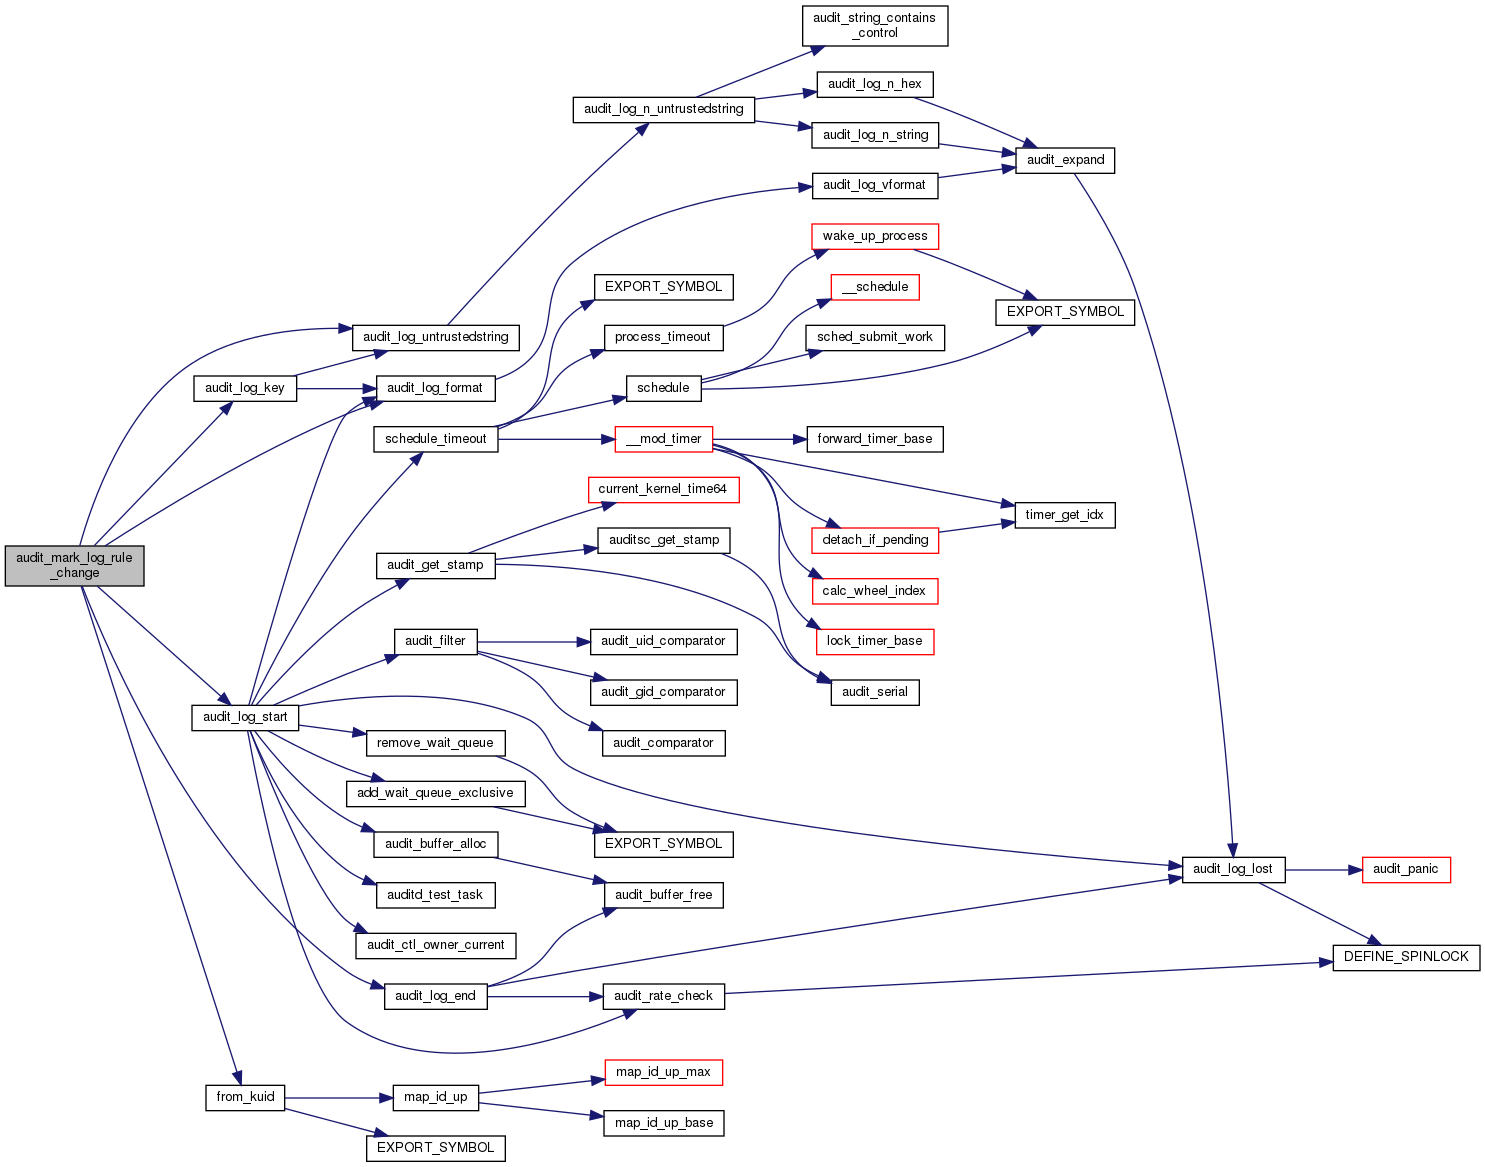 audit_string_contains
_control
audit_log_n_hex
audit_log_n_untrustedstring
audit_log_n_string
audit_expand
audit_log_vformat
wake_up_process
EXPORT_SYMBOL
__schedule
EXPORT_SYMBOL
audit_log_untrustedstring
process_timeout
sched_submit_work
audit_log_key
audit_log_format
schedule
schedule_timeout
__mod_timer
forward_timer_base
current_kernel_time64
timer_get_idx
auditsc_get_stamp
detach_if_pending
audit_mark_log_rule
_change
audit_get_stamp
calc_wheel_index
audit_filter
audit_uid_comparator
lock_timer_base
audit_gid_comparator
audit_serial
audit_log_start
remove_wait_queue
audit_comparator
add_wait_queue_exclusive
audit_buffer_alloc
EXPORT_SYMBOL
audit_log_lost
audit_panic
auditd_test_task
audit_buffer_free
audit_ctl_owner_current
DEFINE_SPINLOCK
audit_log_end
audit_rate_check
map_id_up_max
from_kuid
map_id_up
map_id_up_base
EXPORT_SYMBOL